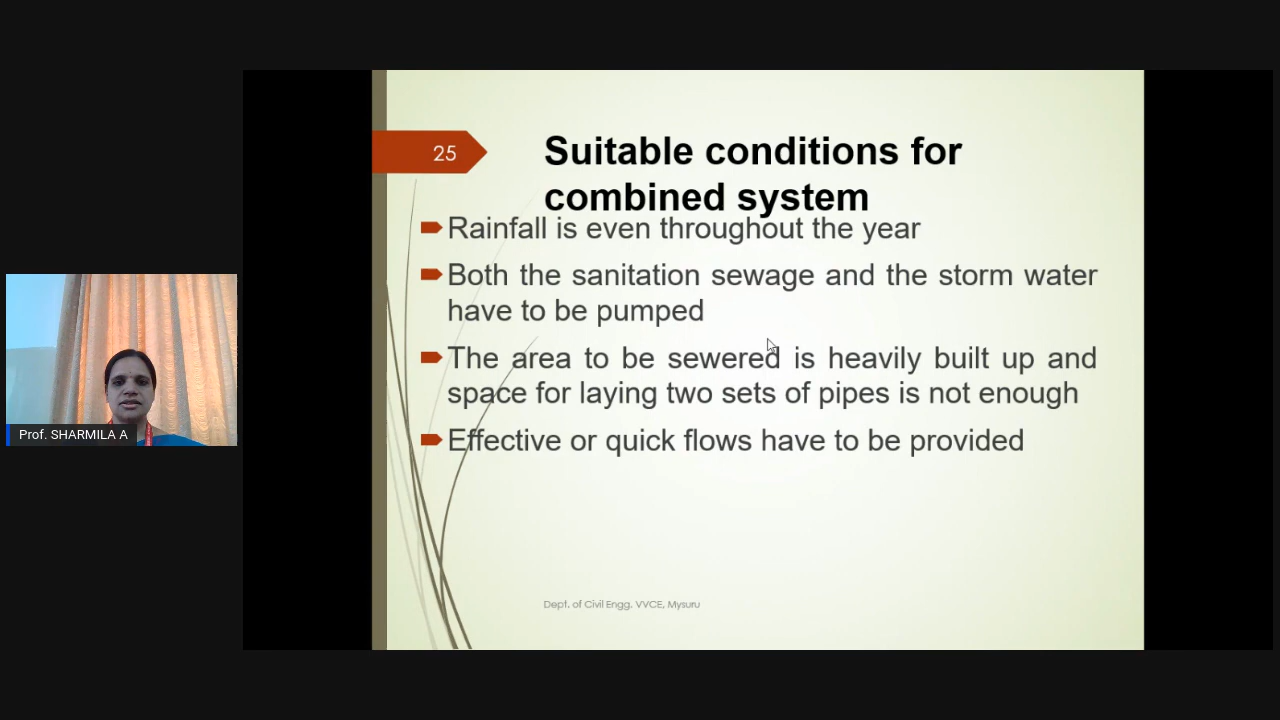 25
Suitable conditions for
combined system
Rainfall is even throughout the year
Both the sanitation sewage and the storm water
have to be pumped
The area to be sewered is heavily built up and
space for laying two sets of pipes is not enough
Effective or quick flows have to be provided
Prof. SHARMILA A
Dept. of Civil Engg. VVCE, Mysuru